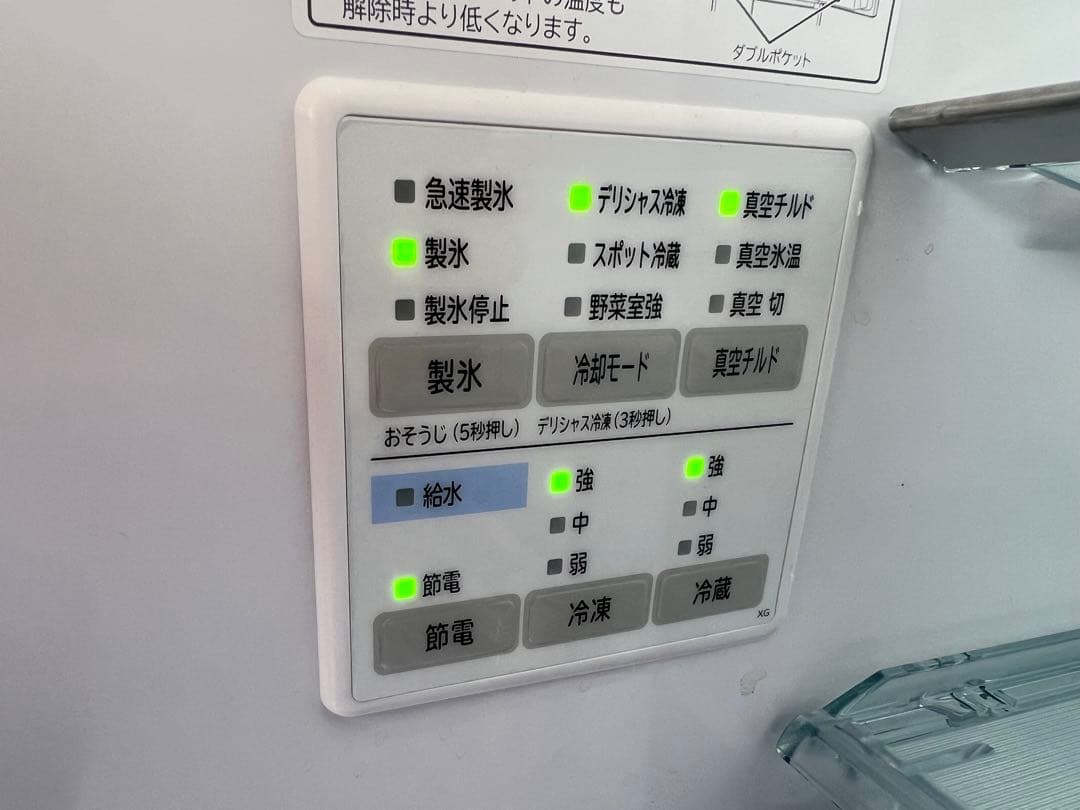 の温度も
解除時より低くなります。
ダブルポケット
急速製氷
デリシャス冷凍
真空チルド
製氷
スポット冷蔵
真空氷温
製氷停止
野菜室強
真空 切
製氷
冷却モード
真空チルド
おそうじ（5秒押し）
デリシャス冷凍（3秒押し）
給水
強
強
中
中
弱
弱
節電
節電
冷凍
冷蔵
XG